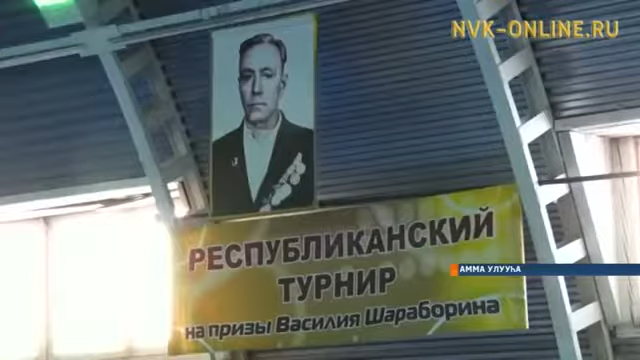 NVK-ONLINE.RU
РЕСПУБЛИКАНСКИЙ
ТУРНИР
на призы Василия Шараборина
АММА УЛУУҺА